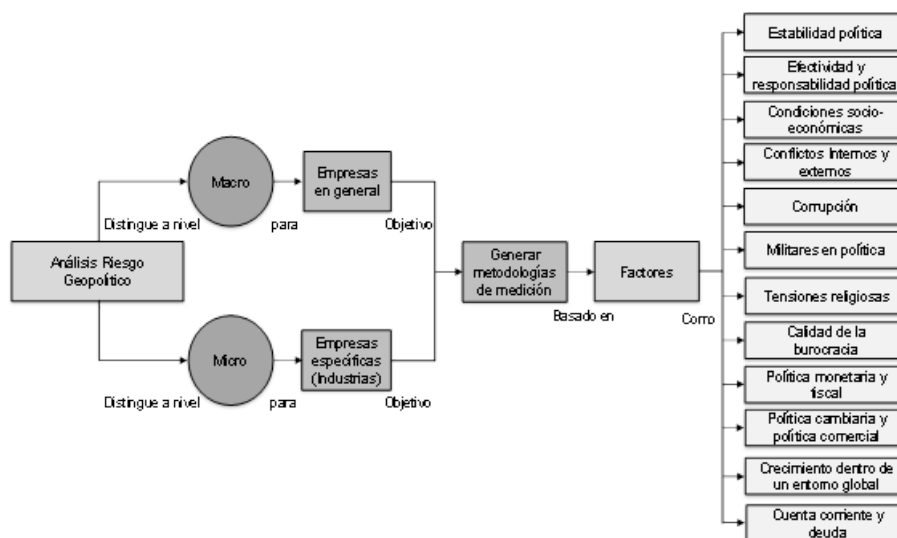 Análisis Riesgo
Geopolítico
Distingue a nivel
Macro
para
Empresas
en general
Objetivo
Distingue a nivel
Micro
para
Empresas
específicas
(Industrias)
Objetivo
Generar
metodologías
de medición
Basado en
Factores
Como
Estabilidad política
Efectividad y
responsabilidad política
Condiciones socio-
económicas
Conflictos Internos y
externos
Corrupción
Militares en política
Tensiones religiosas
Calidad de la
burocracia
Política monetaria y
fiscal
Política cambiaria y
política comercial
Crecimiento dentro de
un entorno global
Cuenta corriente y
deuda